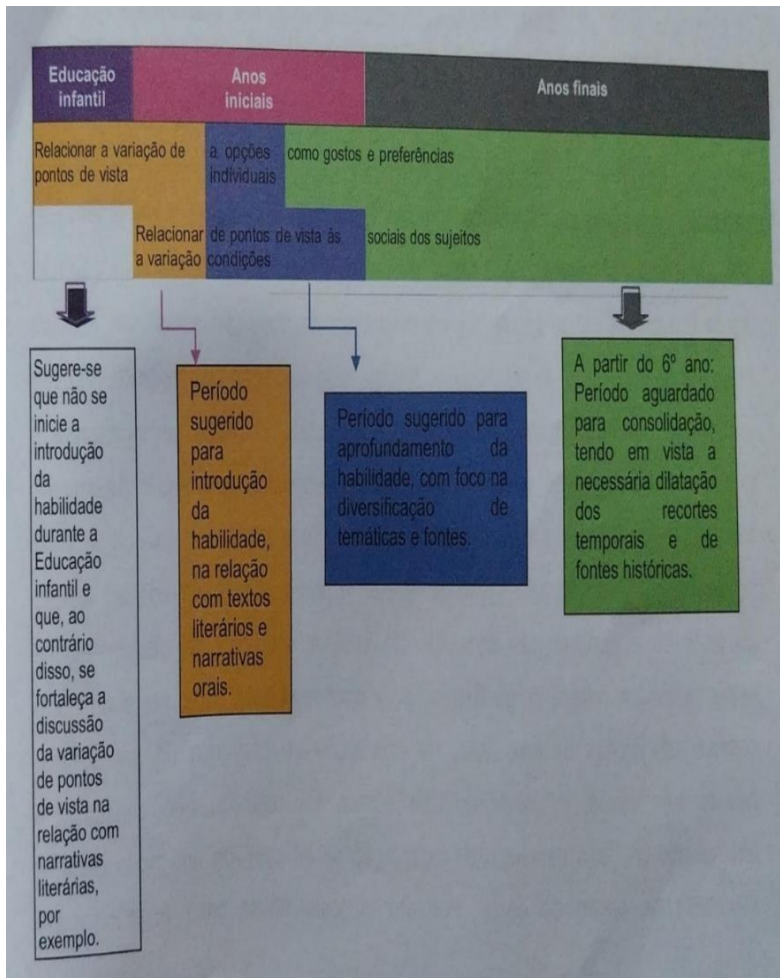 Educação
infantil
Anos
iniciais
Anos finais
Relacionar a variação de
pontos de vista
a opções
individuais
como gostos e preferências
Relacionar
a variação
de pontos de vista às
condições
sociais dos sujeitos
Sugere-se
que não se
inicie a
introdução
da
habilidade
durante a
Educação
infantil e
que, ao
contrário
disso, se
fortaleça a
discussão
da variação
de pontos
de vista na
relação com
narrativas
literárias,
por
exemplo.
Período
sugerido
para
introdução
da
habilidade,
na relação
com textos
literários e
narrativas
orais.
Período sugerido para
aprofundamento da
habilidade, com foco na
diversificação de
temáticas e fontes.
A partir do 6º ano:
Período aguardado
para consolidação,
tendo em vista a
necessária dilatação
dos recortes
temporais e de
fontes históricas.